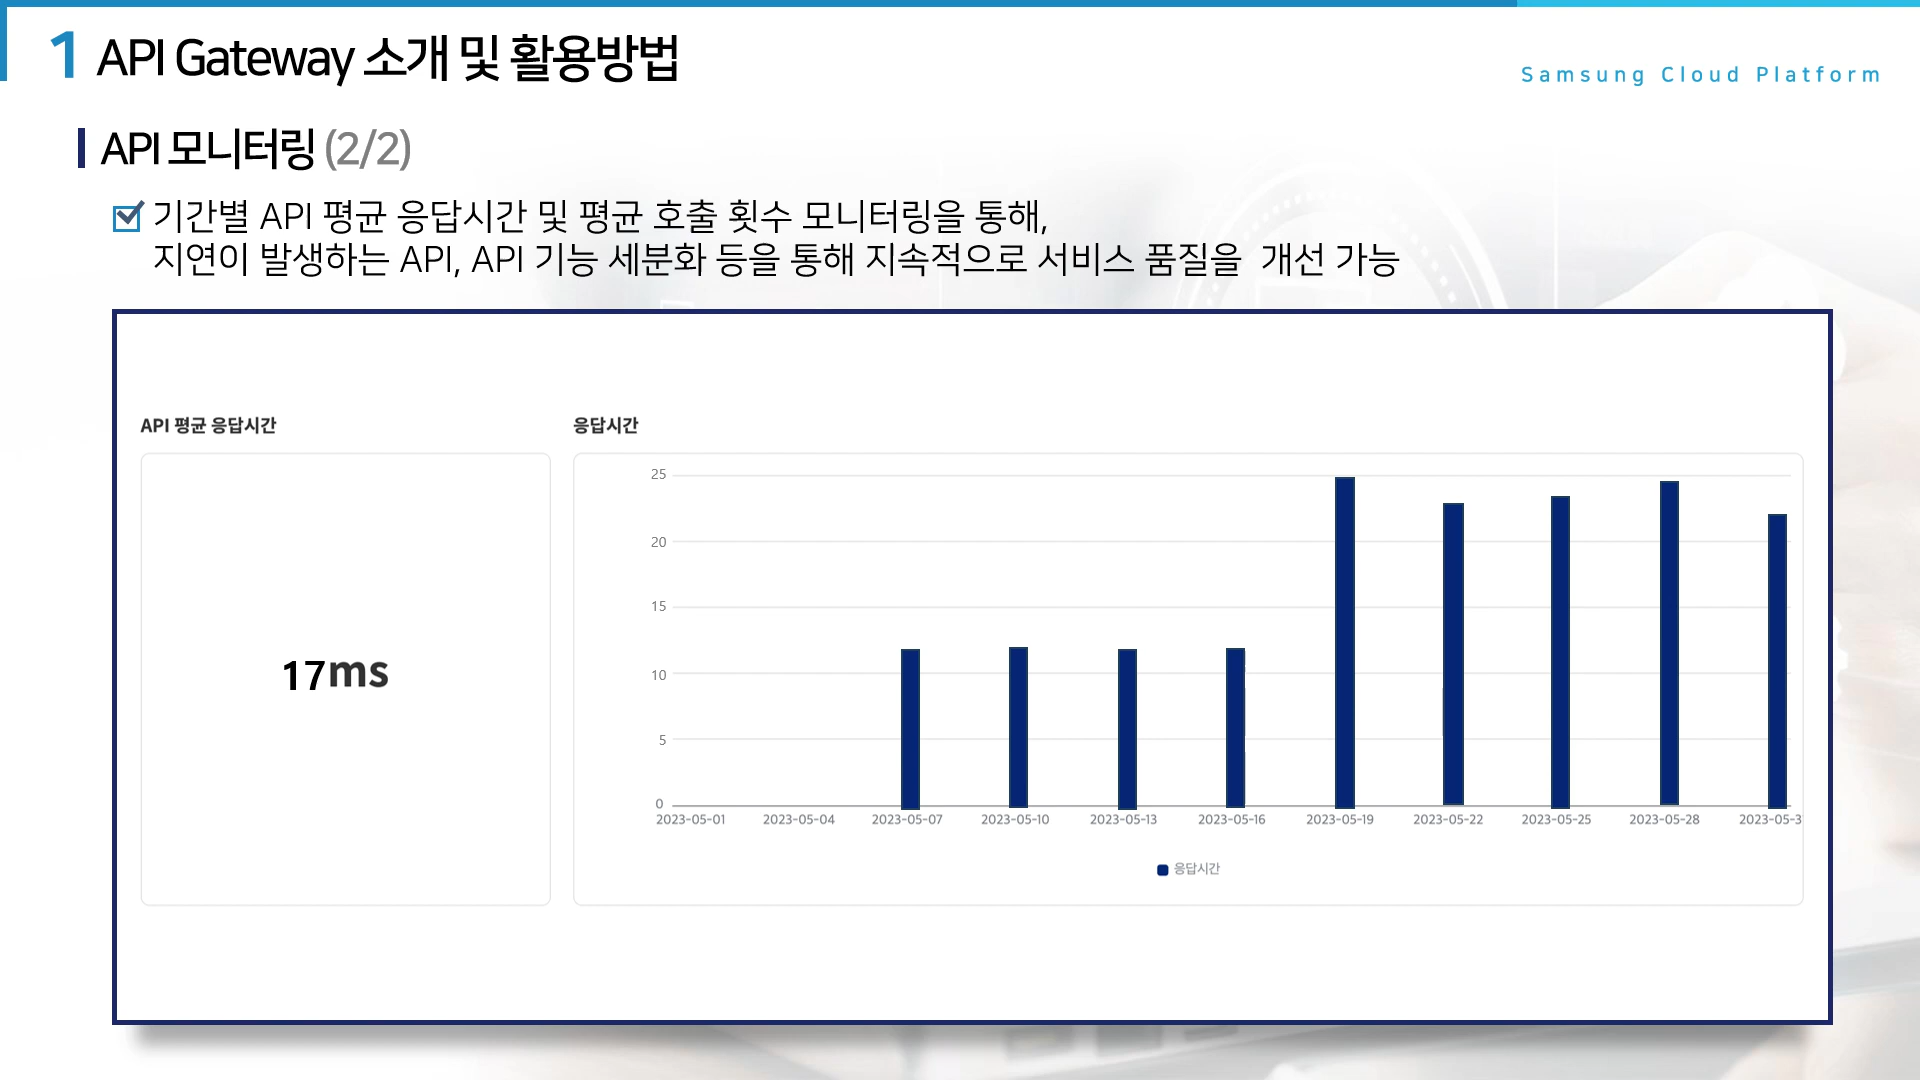 1 API Gateway 소개 및 활용방법
Samsung Cloud Platform
API 모니터링 (2/2)
기간별 API 평균 응답시간 및 평균 호출 횟수 모니터링을 통해,
지연이 발생하는 API, API 기능 세분화 등을 통해 지속적으로 서비스 품질을 개선 가능
API 평균 응답시간
17ms
응답시간
25
20
15
10
5
0
2023-05-01 2023-05-04 2023-05-07 2023-05-10 2023-05-13 2023-05-16 2023-05-19 2023-05-22 2023-05-25 2023-05-28 2023-05-3
응답시간